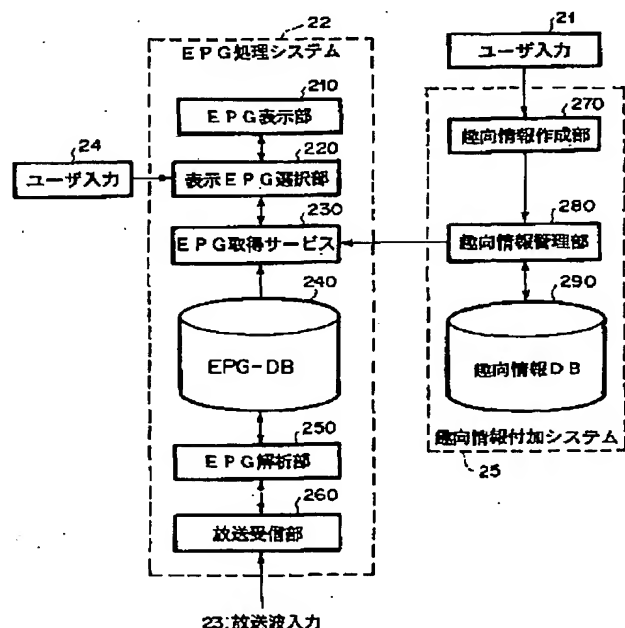 22
EPG処理システム
210
EPG表示部
24
ユーザ入力
220
表示EPG選択部
230
EPG取得サービス
240
EPG-DB
250
EPG解析部
260
放送受信部
23:放送波入力
21
ユーザ入力
270
趣向情報作成部
280
趣向情報管理部
290
趣向情報DB
趣向情報付加システム
25